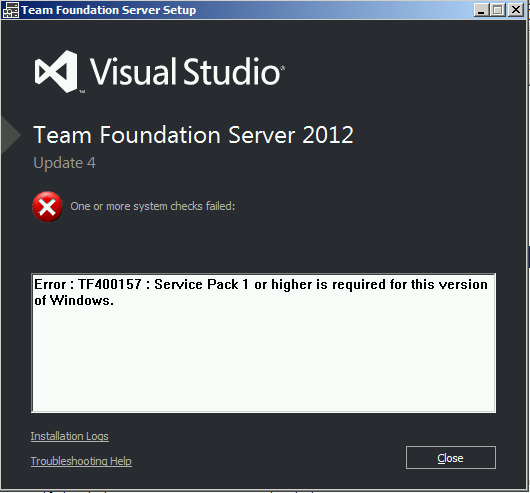 Team Foundation Server Setup
Visual Studio
Team Foundation Server 2012
Update 4
One or more system checks failed:
Error : TF400157 : Service Pack 1 or higher is required for this version
of Windows.
Installation Logs
Troubleshooting Help
Close